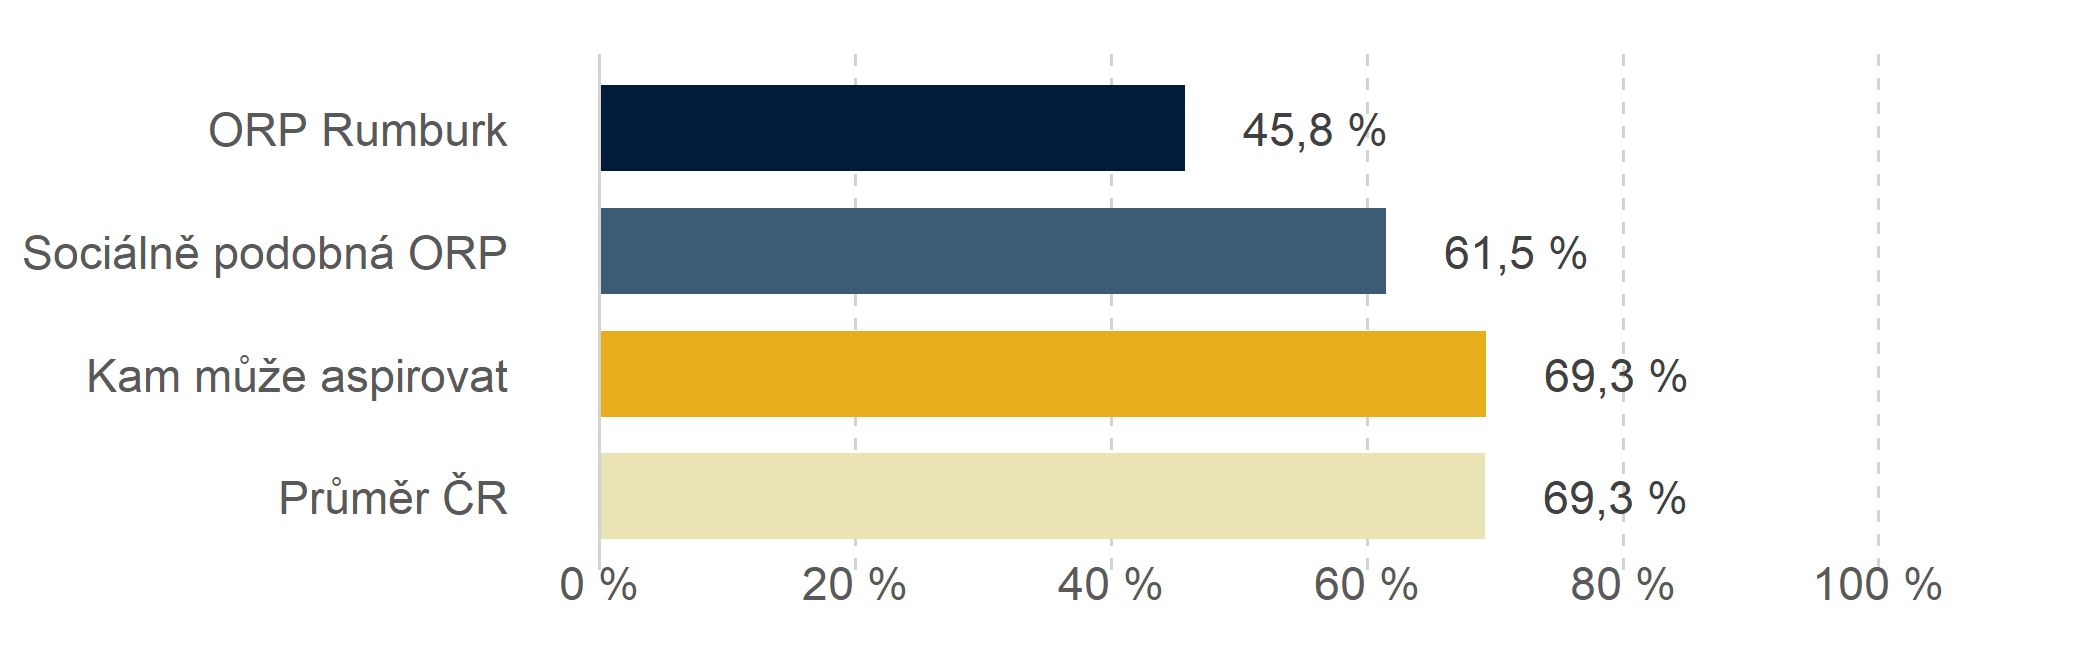 ORP Rumburk 45,8 %
Sociálně podobná ORP 61,5 %
Kam může aspirovat 69,3 %
Průměr ČR 69,3 %
0 % 20 % 40 % 60 % 80 % 100 %